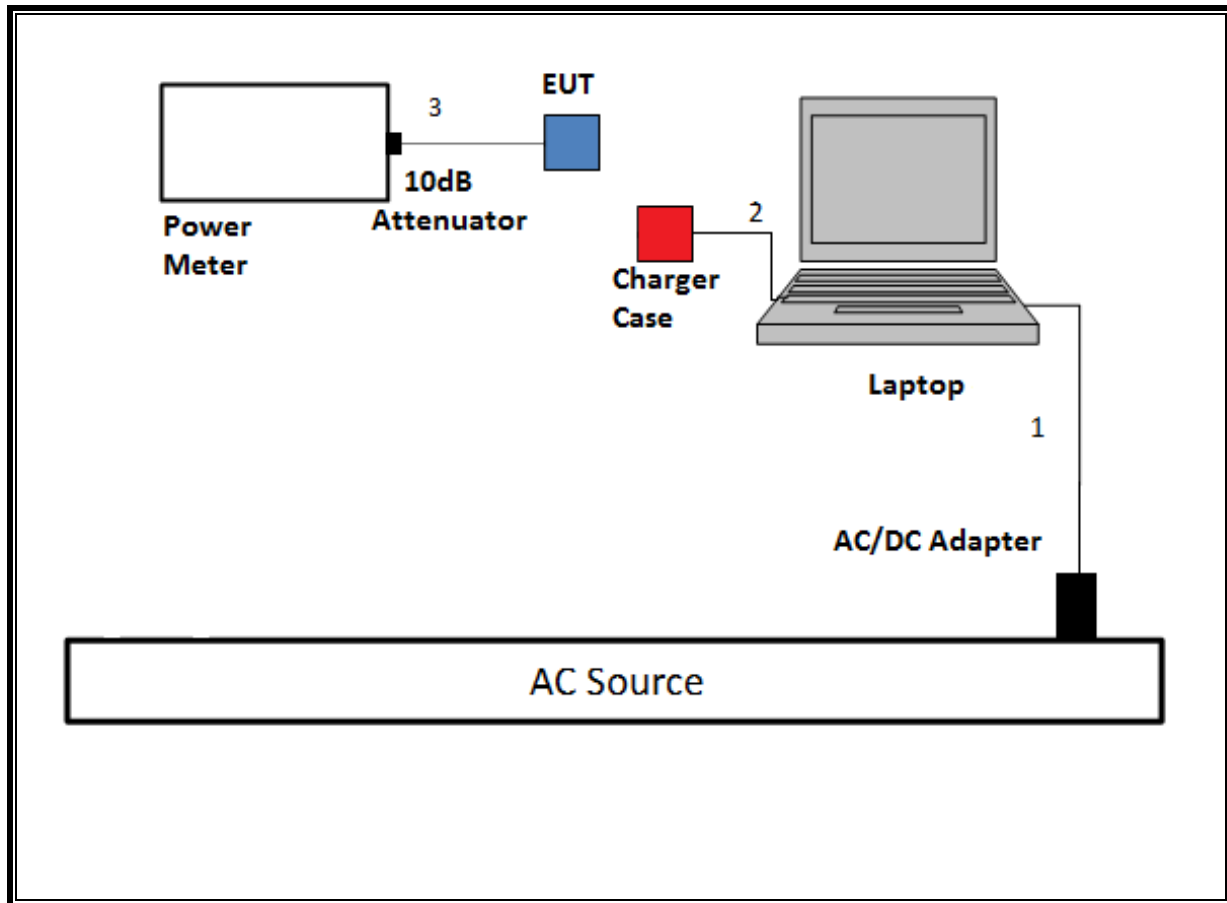 EUT
3
10dB
Attenuator
Power
Meter
2
Charger
Case
Laptop
1
AC/DC Adapter
AC Source